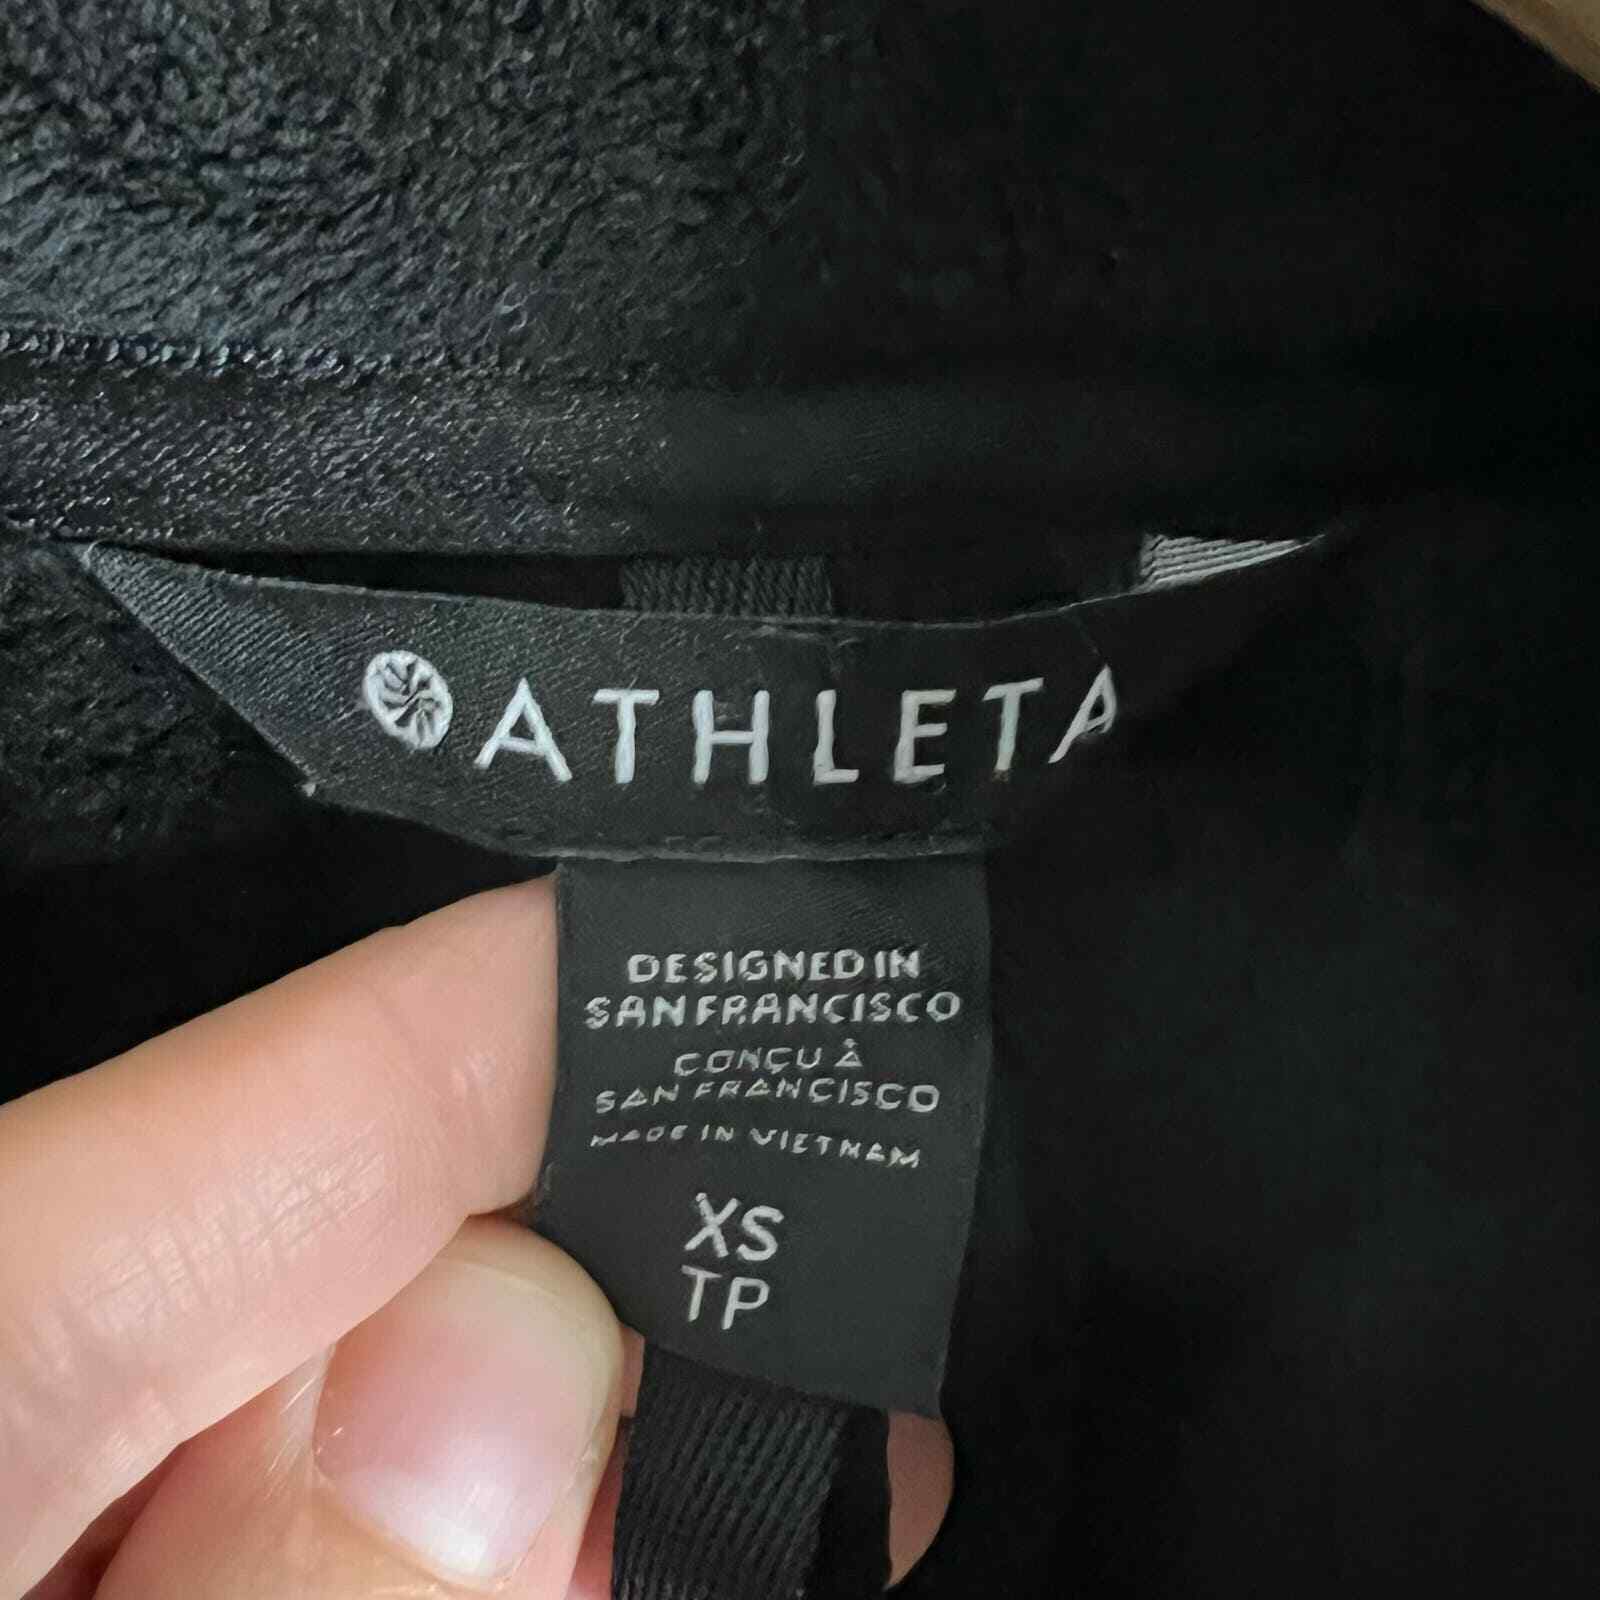 ATHLETA
DESIGNED IN
SAN FRANCISCO
CONÇU À
SAN FRANCISCO
MADE IN VIETNAM
XS
TP